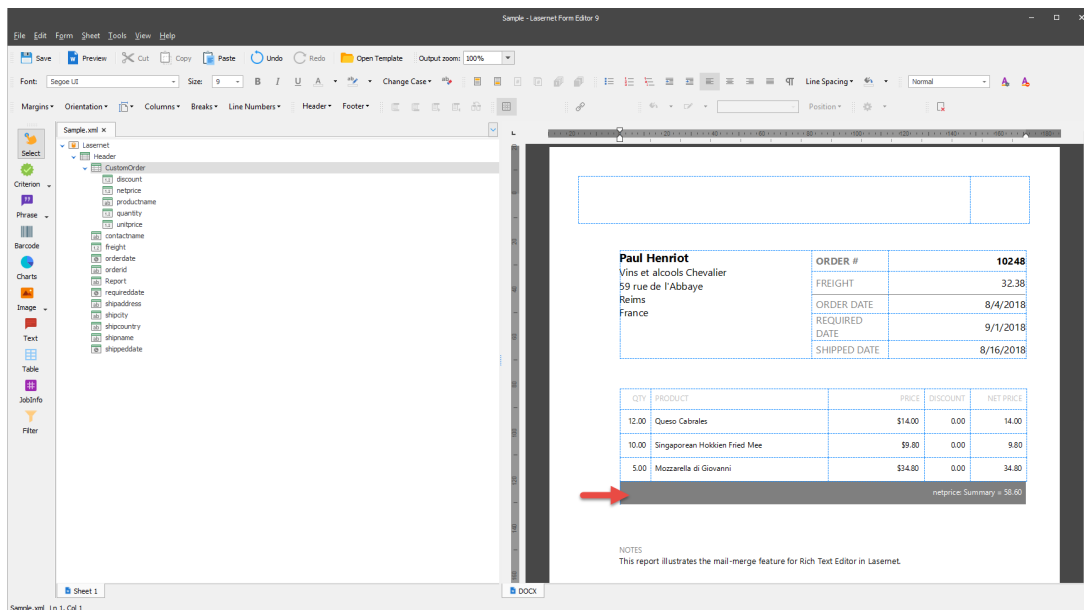 Sample - Lasernet Form Editor 9
File Edit Form Sheet Tools View Help
Save Preview Cut Copy Paste Undo Redo Open Template Output zoom: 100%
Font: Segoe UI Size: 9 B I U A Change Case Line Spacing Normal
Margins Orientation Columns Breaks Line Numbers Header Footer Position
Select
Criterion
Phrase
Barcode
Charts
Image
Text
Table
JobInfo
Filter
Sample.xml ×
Lasernet
Header
CustomOrder
discount
netprice
productname
quantity
unitprice
contactname
freight
orderdate
orderid
Report
requireddate
shipaddress
shipcity
shipcountry
shipname
shippeddate
Paul Henriot
Vins et alcools Chevalier
59 rue de l'Abbaye
Reims
France
ORDER # 10248
FREIGHT 32.38
ORDER DATE 8/4/2018
REQUIRED
DATE 9/1/2018
SHIPPED DATE 8/16/2018
QTY PRODUCT PRICE DISCOUNT NET PRICE
12.00 Queso Cabrales $14.00 0.00 14.00
10.00 Singaporean Hokkien Fried Mee $9.80 0.00 9.80
5.00 Mozzarella di Giovanni $34.80 0.00 34.80
netprice: Summary = 58.60
NOTES
This report illustrates the mail-merge feature for Rich Text Editor in Lasernet.
Sheet 1
DOCX
Sample.xml Ln 1, Col 1